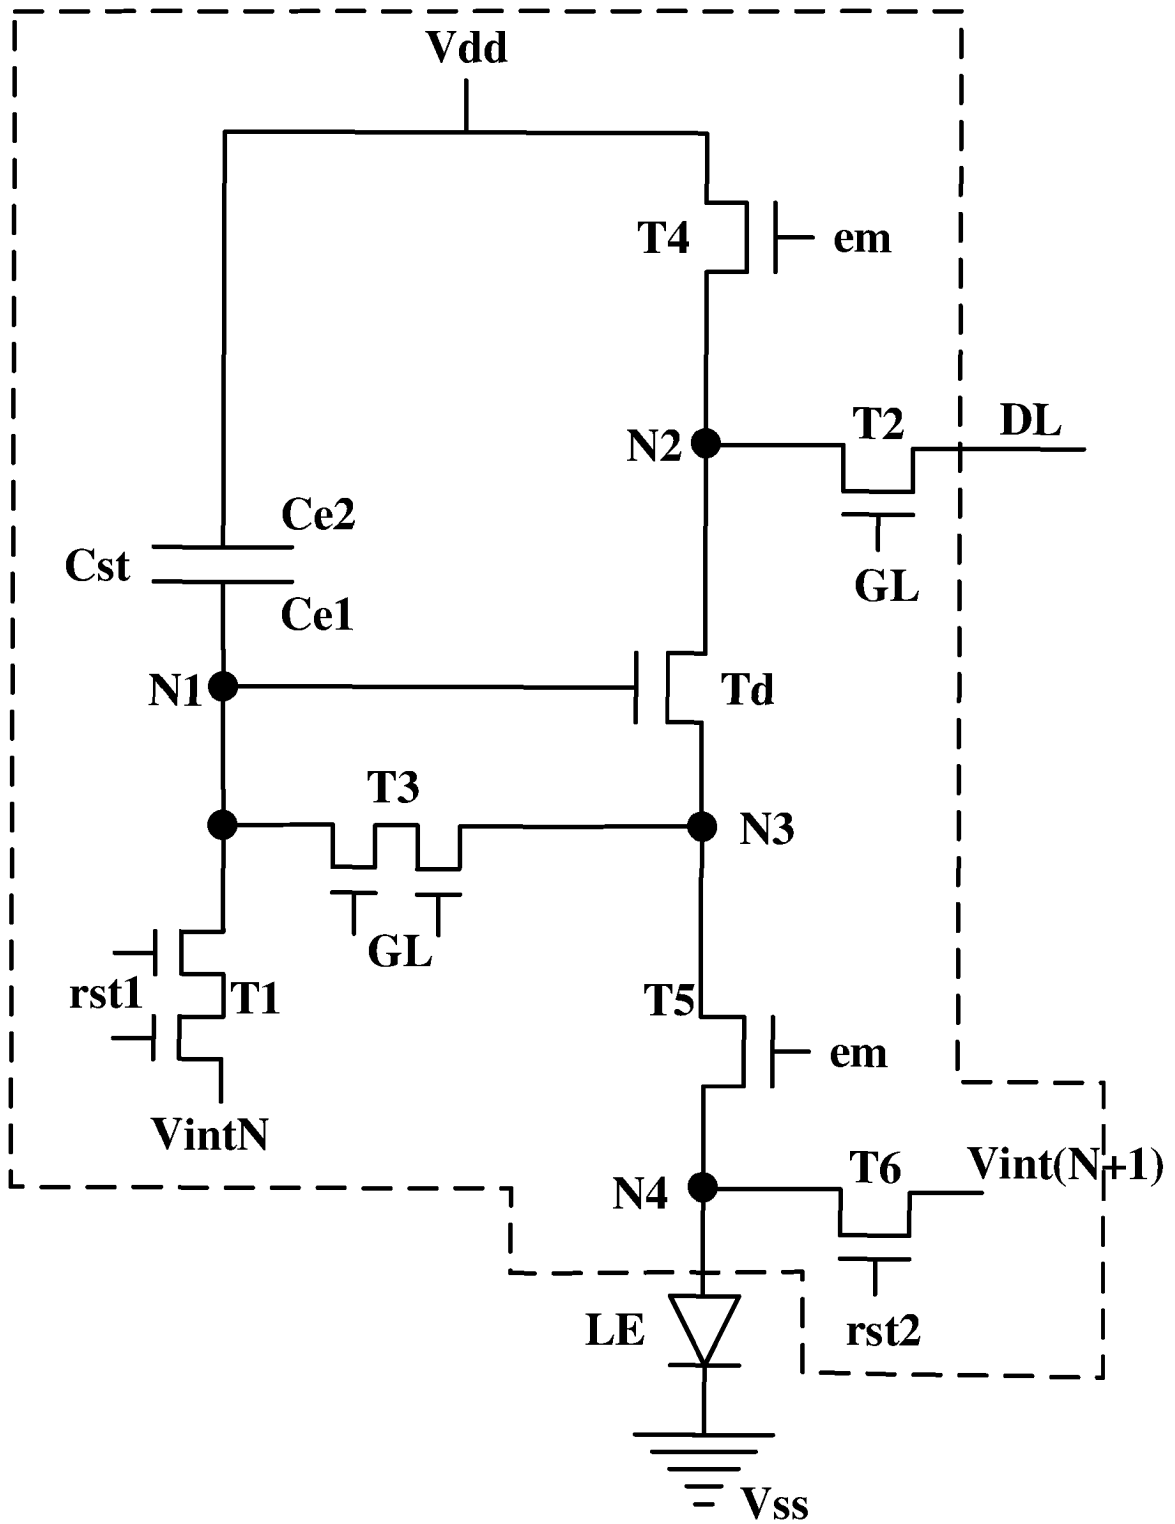 Vdd
T4
em
N2
T2
DL
Ce2
Cst
GL
Ce1
N1
Td
T3
N3
GL
rst1
T1
T5
em
VintN
T6
Vint(N+1)
N4
LE
rst2
Vss